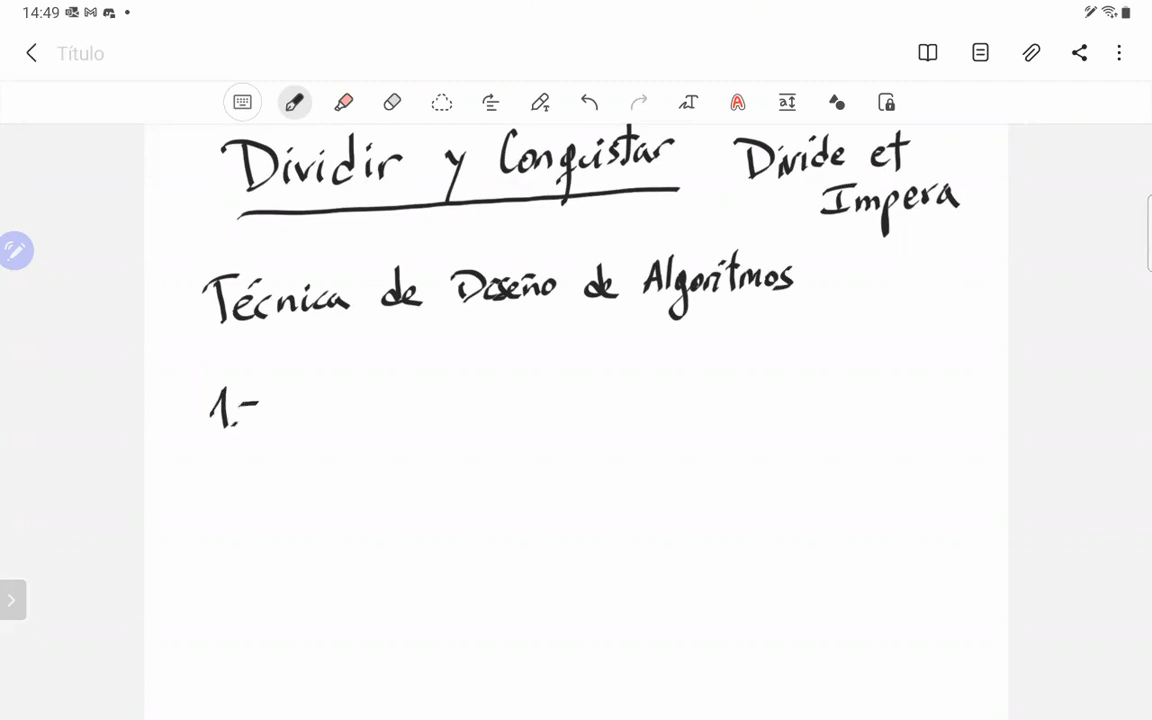 14:49
Título
Dividir y Conquistar
Divide et
Impera
Técnica de Diseño de Algoritmos
1.-